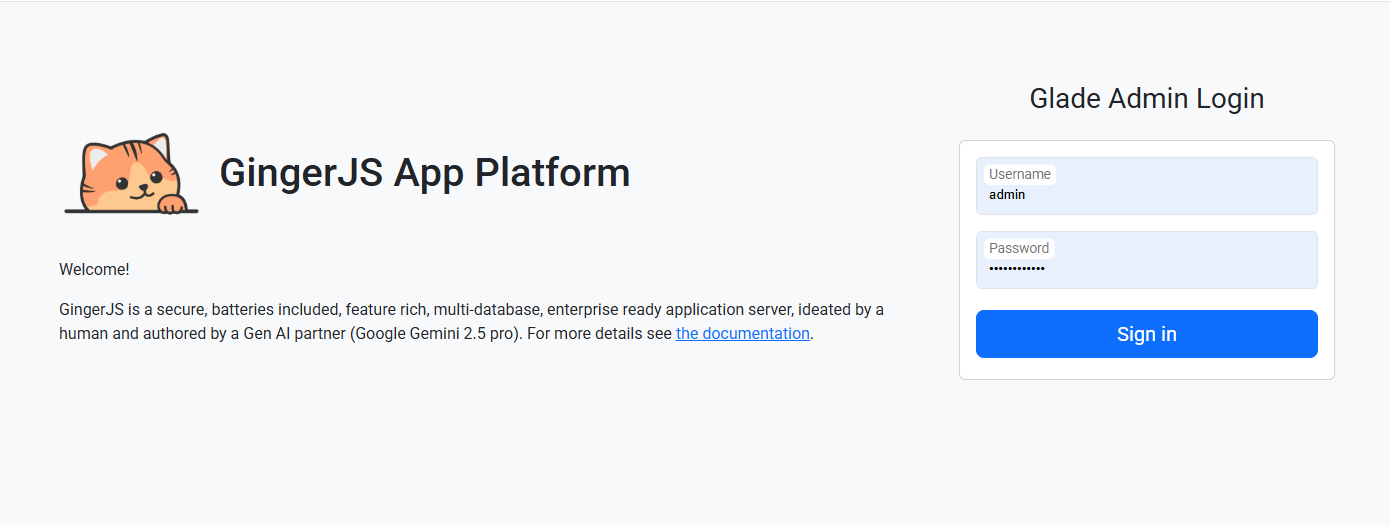 GingerJS App Platform
Welcome!
GingerJS is a secure, batteries included, feature rich, multi-database, enterprise ready application server, ideated by a
human and authored by a Gen AI partner (Google Gemini 2.5 pro). For more details see the documentation.
Glade Admin Login
Username
admin
Password
••••••••••••
Sign in